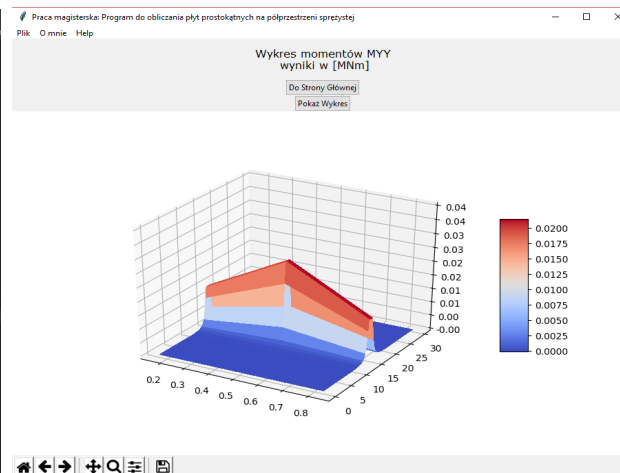 Praca magisterska: Program do obliczania płyt prostokątnych na półprzestrzeni sprężystej
Plik O mnie Help
Wykres momentów MYY
wyniki w [MNm]
Do Strony Głównej
Pokaż Wykres
0.04
0.04
0.03
0.03
0.02
0.02
0.01
0.01
0.00
-0.00
0.0200
0.0175
0.0150
0.0125
0.0100
0.0075
0.0050
0.0025
0.0000
0.2 0.3 0.4 0.5 0.6 0.7 0.8
0 5 10 15 20 25 30